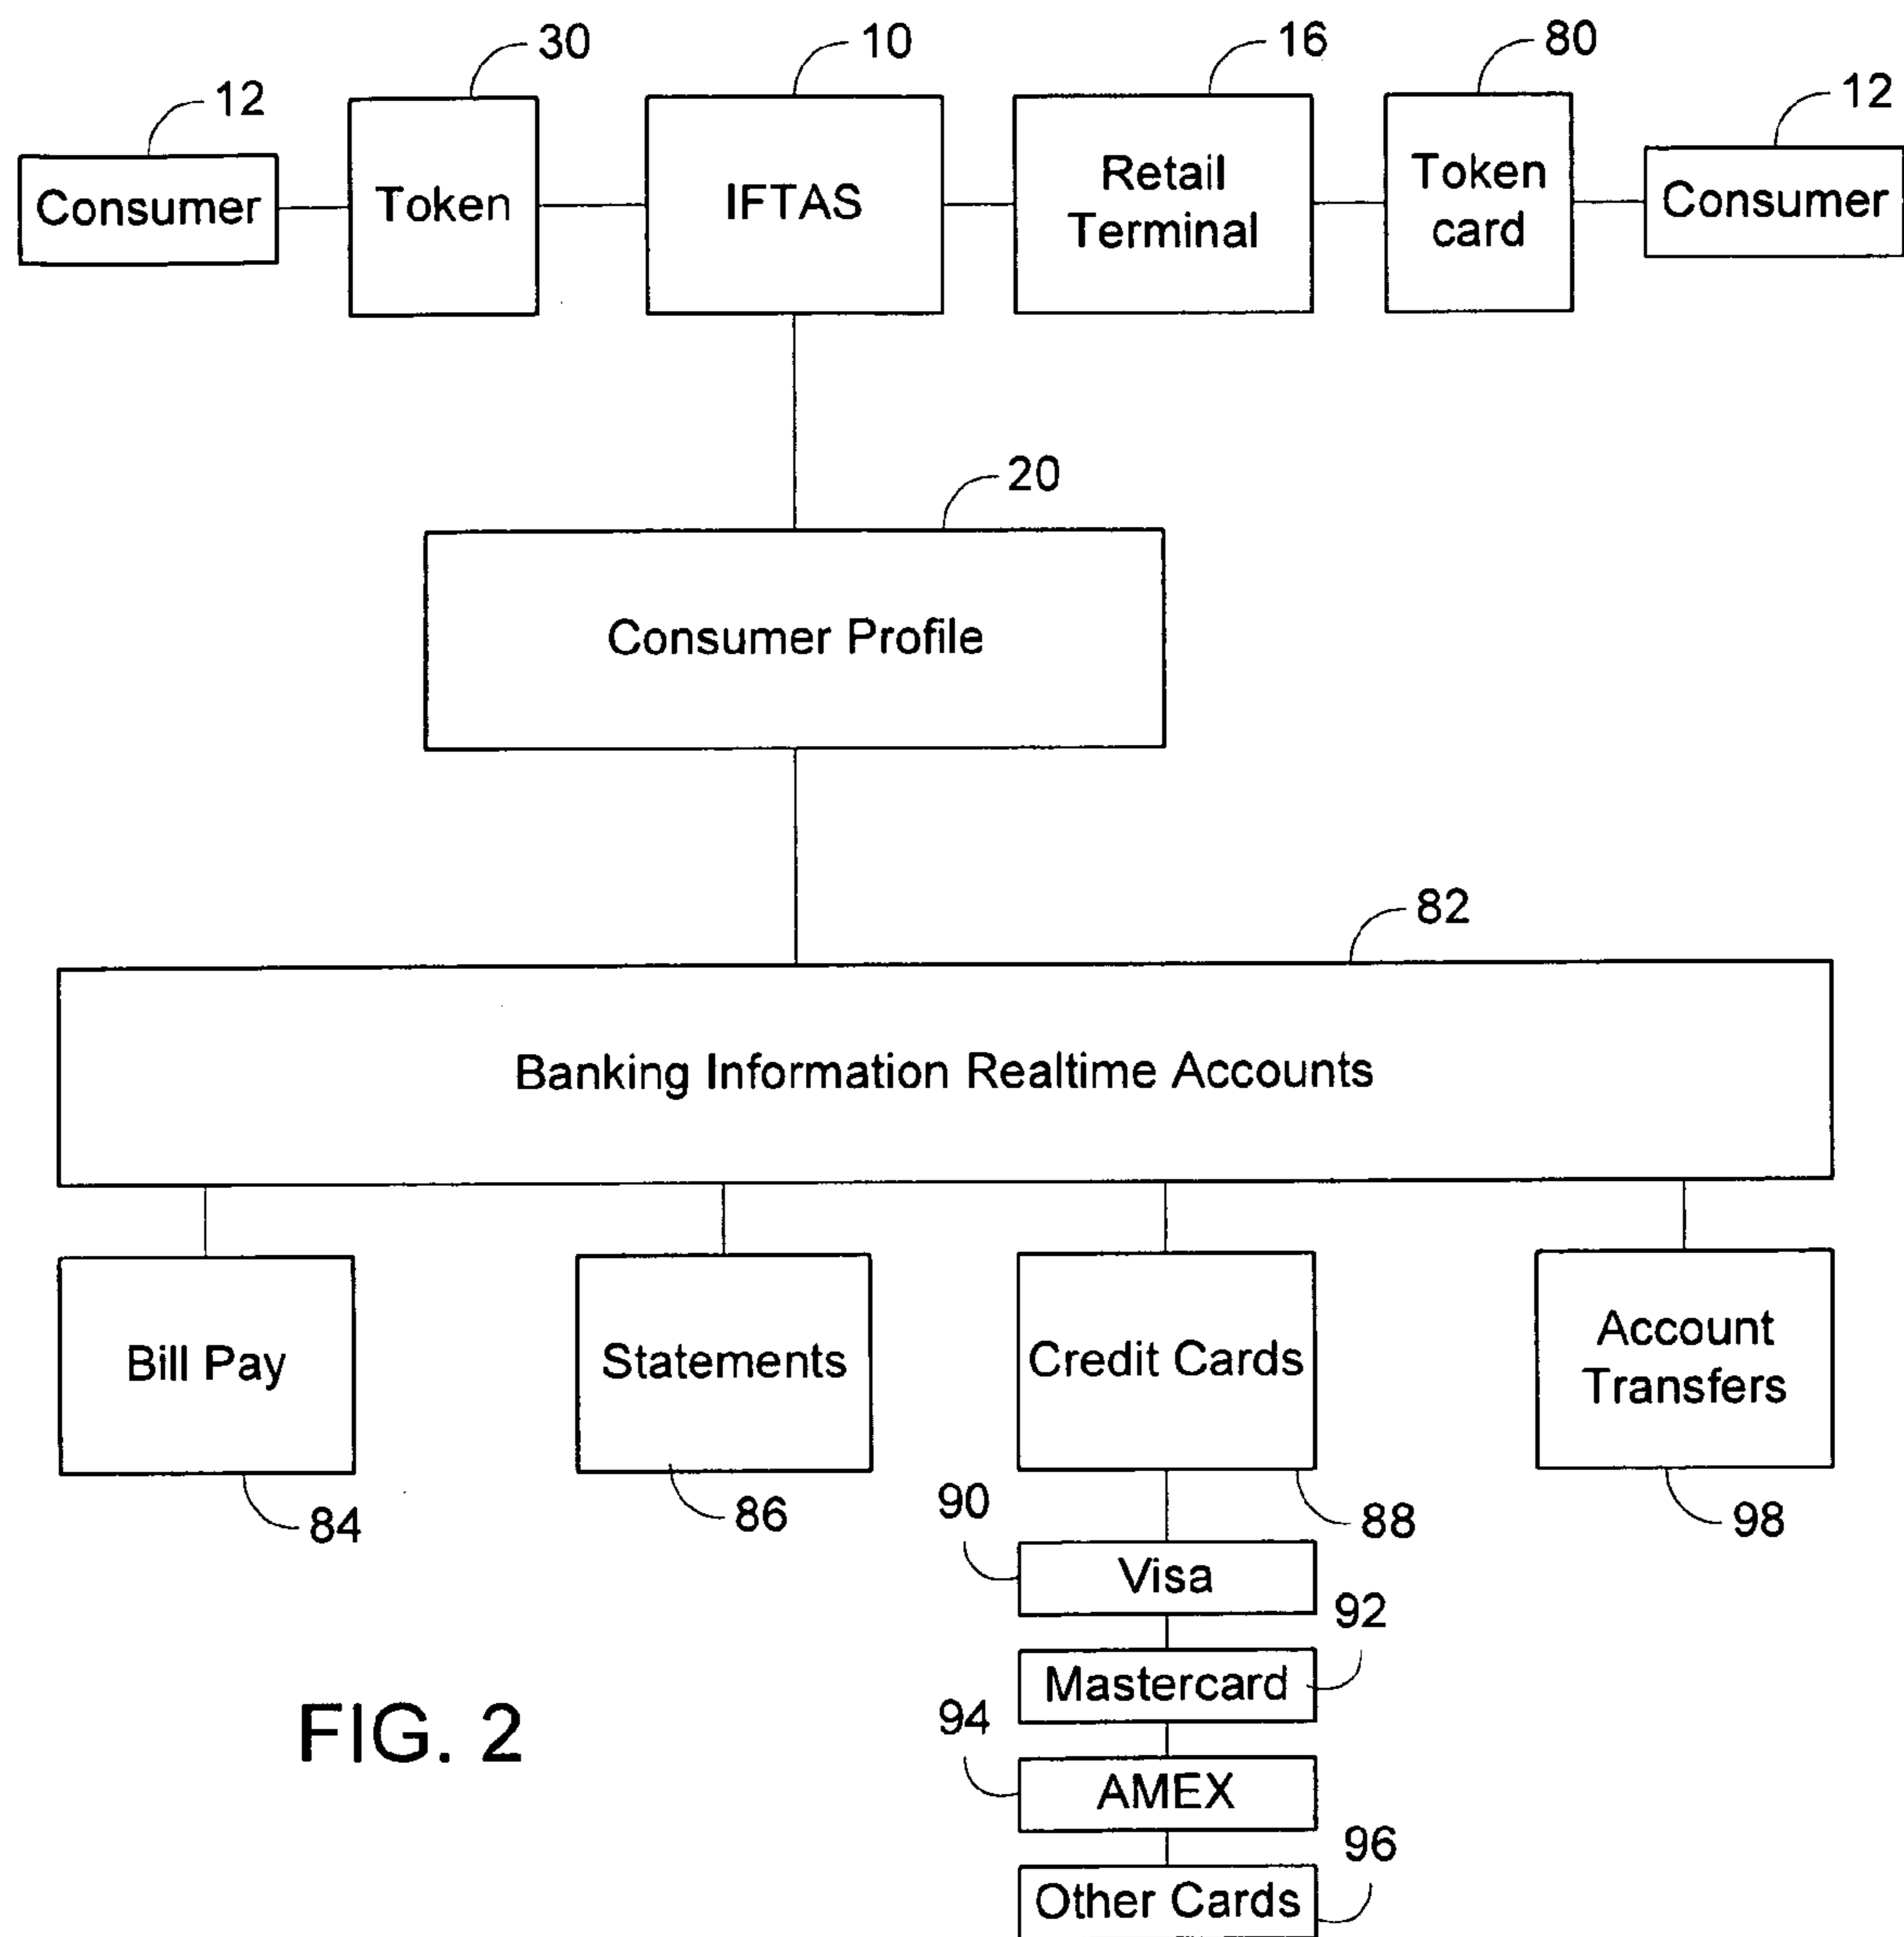 30
10
16
80
12
12
Consumer
Token
IFTAS
Retail
Terminal
Token
card
Consumer
20
Consumer Profile
82
Banking Information Realtime Accounts
Bill Pay
Statements
Credit Cards
Account
Transfers
84
86
88
98
90
Visa
92
Mastercard
94
AMEX
96
Other Cards
FIG. 2